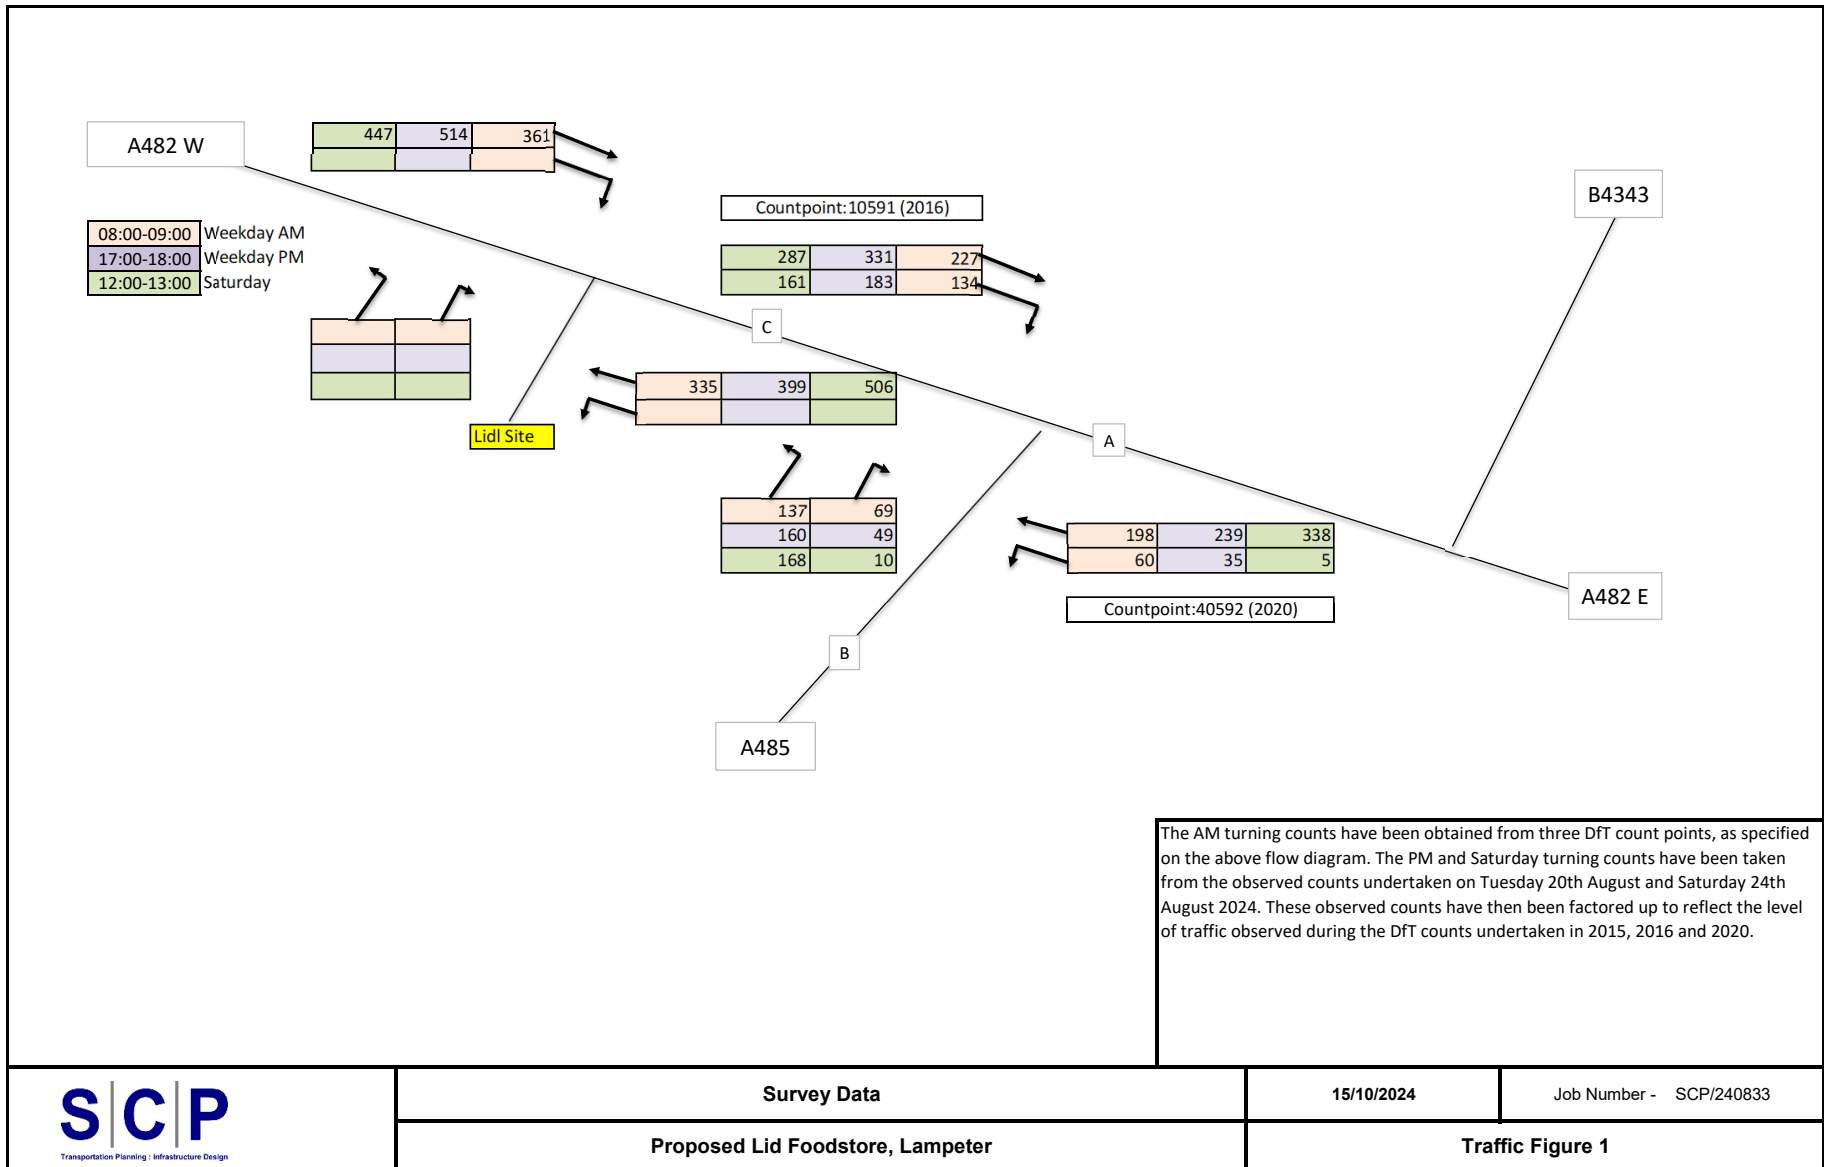 A482 W
447 514 361
Countpoint:10591 (2016)
B4343
08:00-09:00 Weekday AM
17:00-18:00 Weekday PM
12:00-13:00 Saturday
287 331 227
161 183 134
C
335 399 506
Lidl Site
A
137 69
160 49
168 10
198 239 338
60 35 5
Countpoint:40592 (2020)
A482 E
B
A485
The AM turning counts have been obtained from three DfT count points, as specified
on the above flow diagram. The PM and Saturday turning counts have been taken
from the observed counts undertaken on Tuesday 20th August and Saturday 24th
August 2024. These observed counts have then been factored up to reflect the level
of traffic observed during the DfT counts undertaken in 2015, 2016 and 2020.
S C P
Transportation Planning : Infrastructure Design
Survey Data
15/10/2024
Job Number - SCP/240833
Proposed Lid Foodstore, Lampeter
Traffic Figure 1